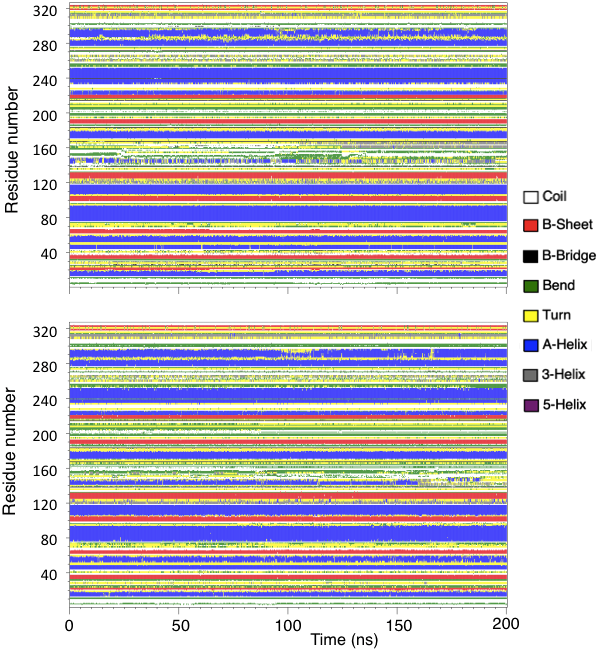 320
280
240
200
160
120
80
40
Residue number
Coil
B-Sheet
B-Bridge
Bend
Turn
A-Helix
3-Helix
5-Helix
320
280
240
200
160
120
80
40
Residue number
0 50 100 150 200
Time (ns)